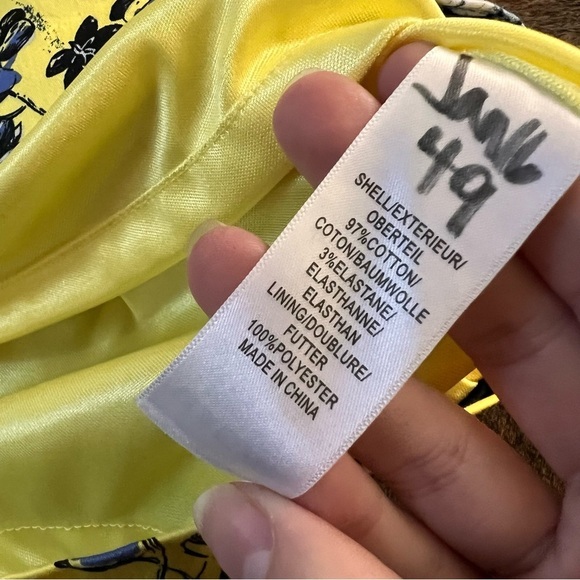 49
SHELL/EXTERIEUR/
OBERTEIL
97%COTTON/
COTON/BAUMWOLLE
3%ELASTANE/
ELASTHANNE/
ELASTHAN
LINING/DOUBLURE/
FUTTER
100%POLYESTER
MADE IN CHINA